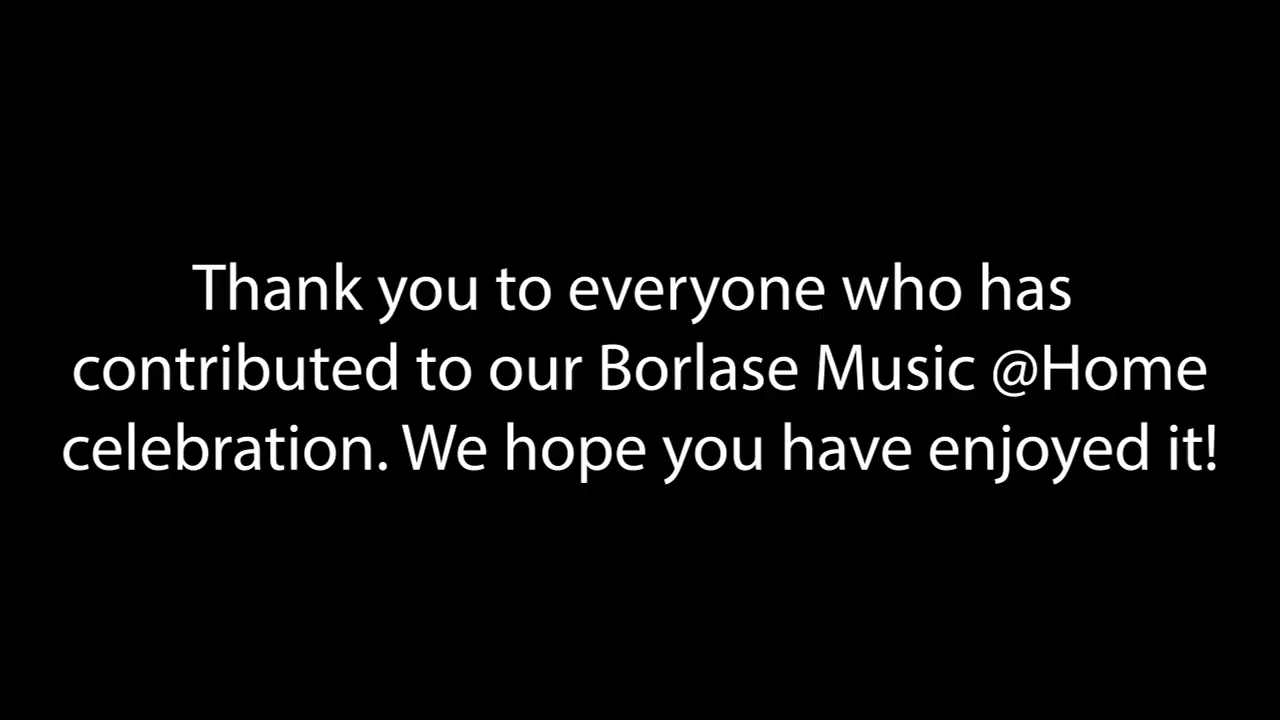 Thank you to everyone who has
contributed to our Borlase Music @Home
celebration. We hope you have enjoyed it!